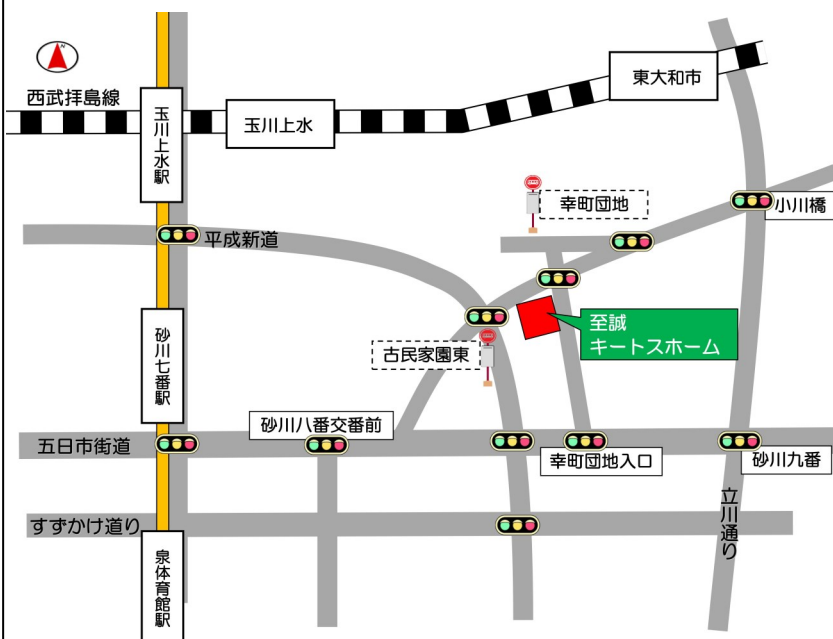 N
東大和市
西武拝島線
玉川上水駅
玉川上水
幸町団地
小川橋
平成新道
至誠
キートスホーム
砂川七番駅
古民家園東
砂川八番交番前
五日市街道
幸町団地入口
砂川九番
立川通り
すずかけ道り
泉体育館駅